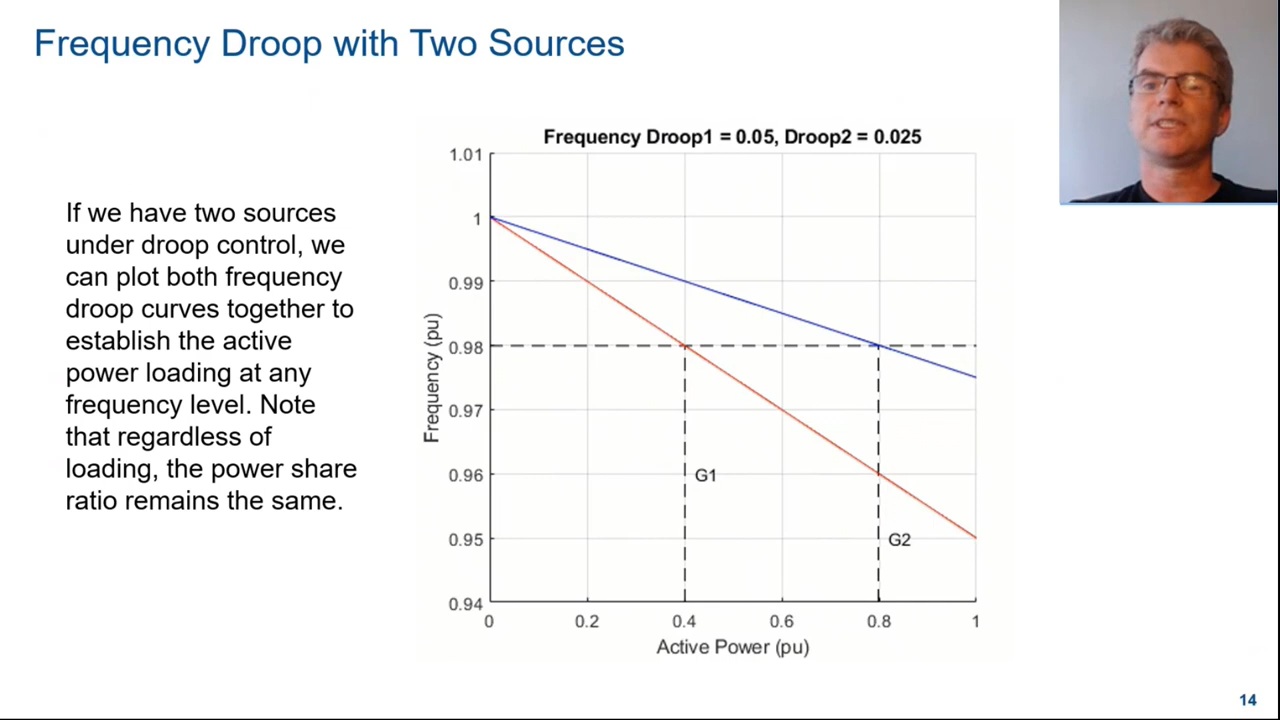 Frequency Droop with Two Sources
If we have two sources
under droop control, we
can plot both frequency
droop curves together to
establish the active
power loading at any
frequency level. Note
that regardless of
loading, the power share
ratio remains the same.
Frequency Droop1 = 0.05, Droop2 = 0.025
Frequency (pu)
1.01
1
0.99
0.98
0.97
0.96
0.95
0.94
G1
G2
0 0.2 0.4 0.6 0.8 1
Active Power (pu)
14